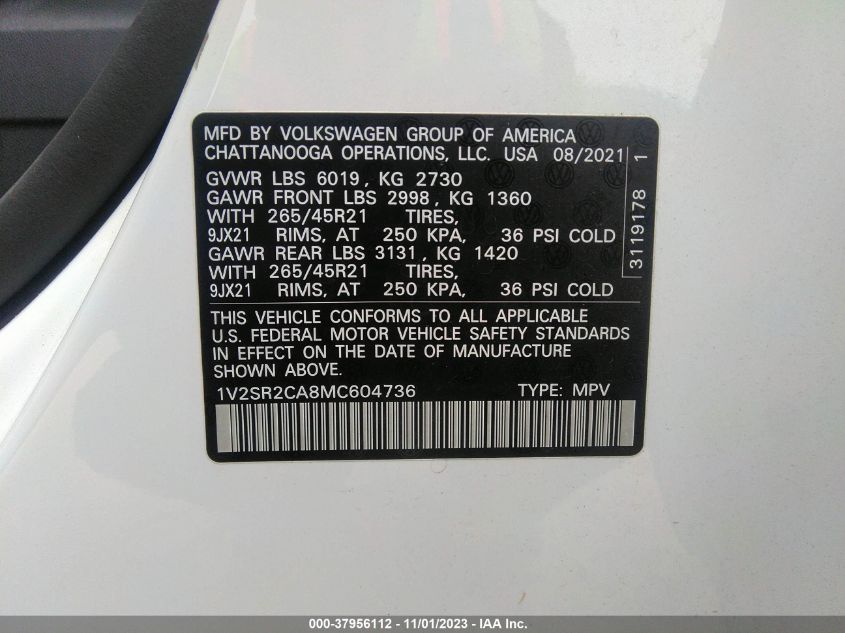 MFD BY VOLKSWAGEN GROUP OF AMERICA
CHATTANOOGA OPERATIONS, LLC. USA 08/2021
GVWR LBS 6019, KG 2730
GAWR FRONT LBS 2998, KG 1360
WITH 265/45R21 TIRES,
9JX21 RIMS, AT 250 KPA, 36 PSI COLD
GAWR REAR LBS 3131, KG 1420
WITH 265/45R21 TIRES,
9JX21 RIMS, AT 250 KPA, 36 PSI COLD
3119178 1
THIS VEHICLE CONFORMS TO ALL APPLICABLE
U.S. FEDERAL MOTOR VEHICLE SAFETY STANDARDS
IN EFFECT ON THE DATE OF MANUFACTURE
SHOWN ABOVE.
1V2SR2CA8MC604736 TYPE: MPV
000-37956112 - 11/01/2023 - IAA Inc.